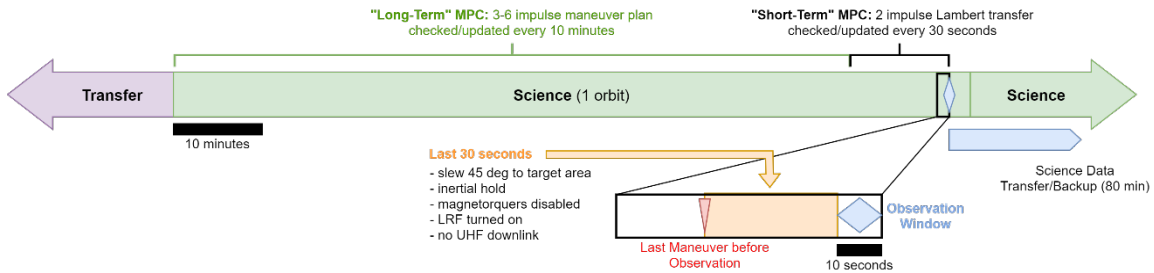 "Long-Term" MPC: 3-6 impulse maneuver plan
checked/updated every 10 minutes
"Short-Term" MPC: 2 impulse Lambert transfer
checked/updated every 30 seconds
Transfer
Science (1 orbit)
Science
10 minutes
Last 30 seconds
- slew 45 deg to target area
- inertial hold
- magnetorquers disabled
- LRF turned on
- no UHF downlink
Science Data
Transfer/Backup (80 min)
Observation
Window
Last Maneuver before
Observation
10 seconds